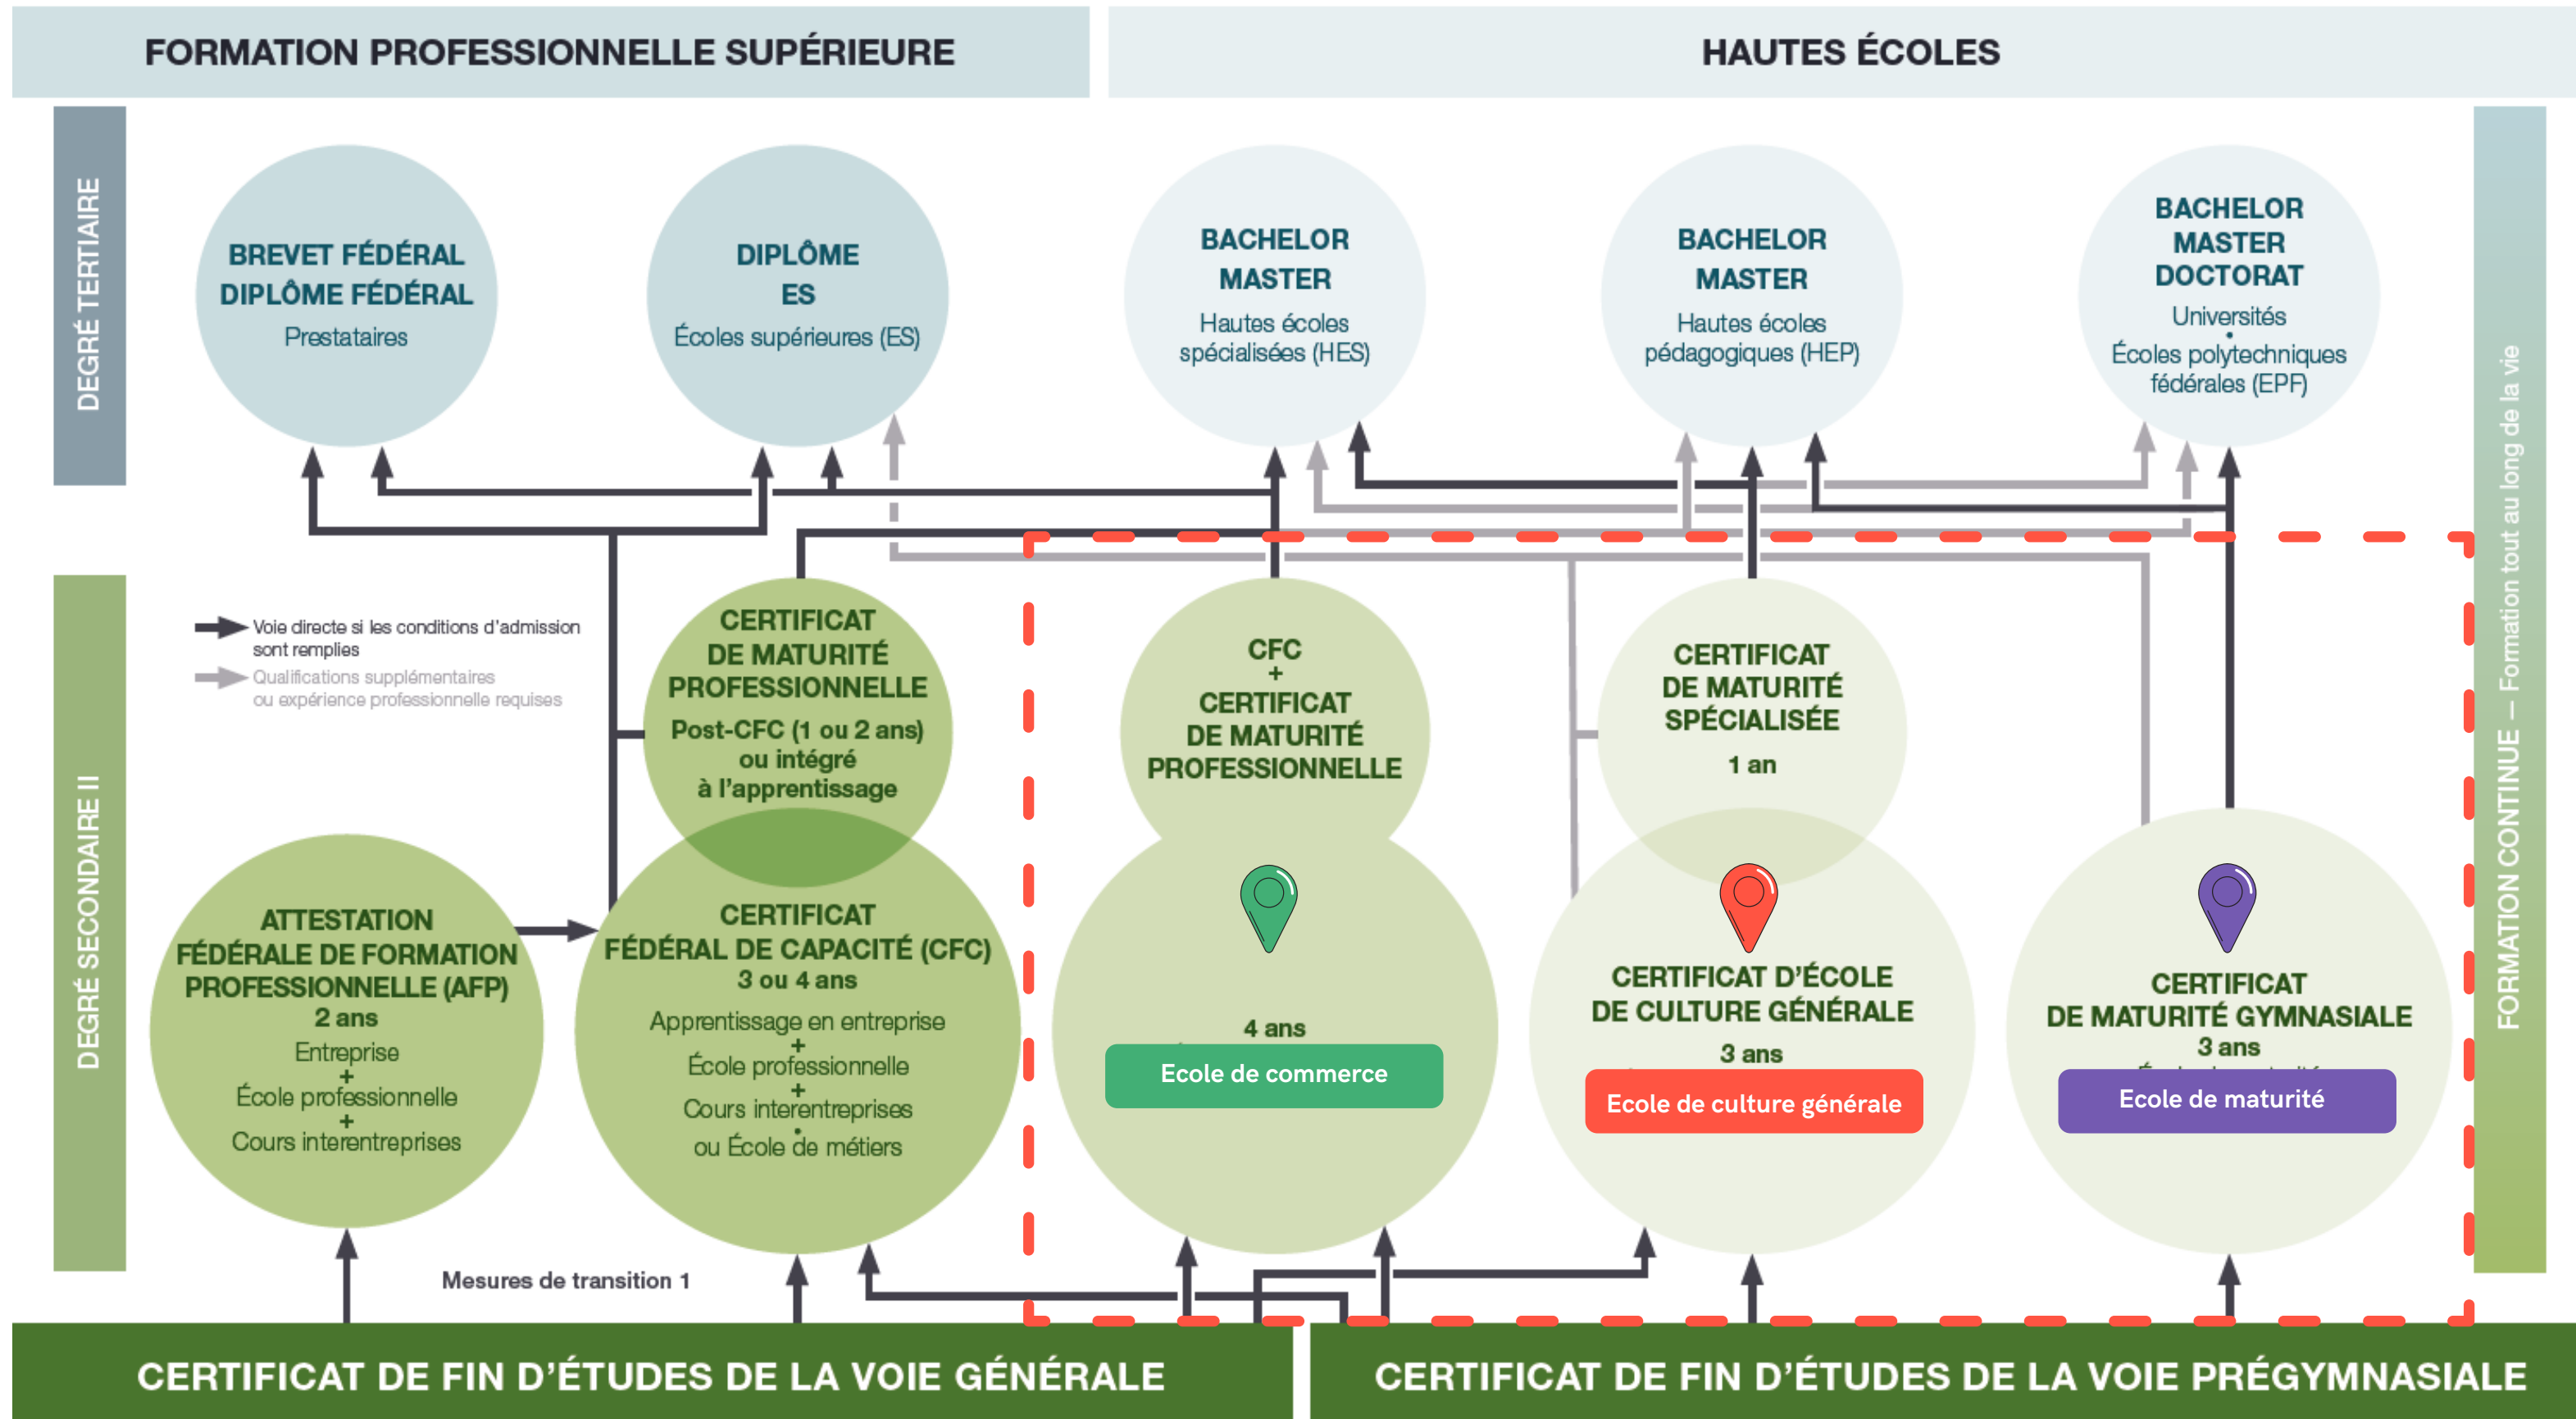 FORMATION PROFESSIONNELLE SUPÉRIEURE
HAUTES ÉCOLES
DEGRÉ TERTIAIRE
BREVET FÉDÉRAL
DIPLÔME FÉDÉRAL
Prestataires
DIPLÔME
ES
Écoles supérieures (ES)
BACHELOR
MASTER
Hautes écoles
spécialisées (HES)
BACHELOR
MASTER
Hautes écoles
pédagogiques (HEP)
BACHELOR
MASTER
DOCTORAT
Universités
•
Écoles polytechniques
fédérales (EPF)
FORMATION CONTINUE — Formation tout au long de la vie
DEGRÉ SECONDAIRE II
Voie directe si les conditions d'admission
sont remplies
Qualifications supplémentaires
ou expérience professionnelle requises
CERTIFICAT
DE MATURITÉ
PROFESSIONNELLE
Post-CFC (1 ou 2 ans)
ou intégré
à l'apprentissage
CFC
+
CERTIFICAT
DE MATURITÉ
PROFESSIONNELLE
CERTIFICAT
DE MATURITÉ
SPÉCIALISÉE
1 an
ATTESTATION
FÉDÉRALE DE FORMATION
PROFESSIONNELLE (AFP)
2 ans
Entreprise
+
École professionnelle
+
Cours interentreprises
CERTIFICAT
FÉDÉRAL DE CAPACITÉ (CFC)
3 ou 4 ans
Apprentissage en entreprise
+
École professionnelle
+
Cours interentreprises
•
ou École de métiers
4 ans
Ecole de commerce
CERTIFICAT D'ÉCOLE
DE CULTURE GÉNÉRALE
3 ans
Ecole de culture générale
CERTIFICAT
DE MATURITÉ GYMNASIALE
3 ans
Ecole de maturité
Mesures de transition 1
CERTIFICAT DE FIN D'ÉTUDES DE LA VOIE GÉNÉRALE
CERTIFICAT DE FIN D'ÉTUDES DE LA VOIE PRÉGYMNASIALE